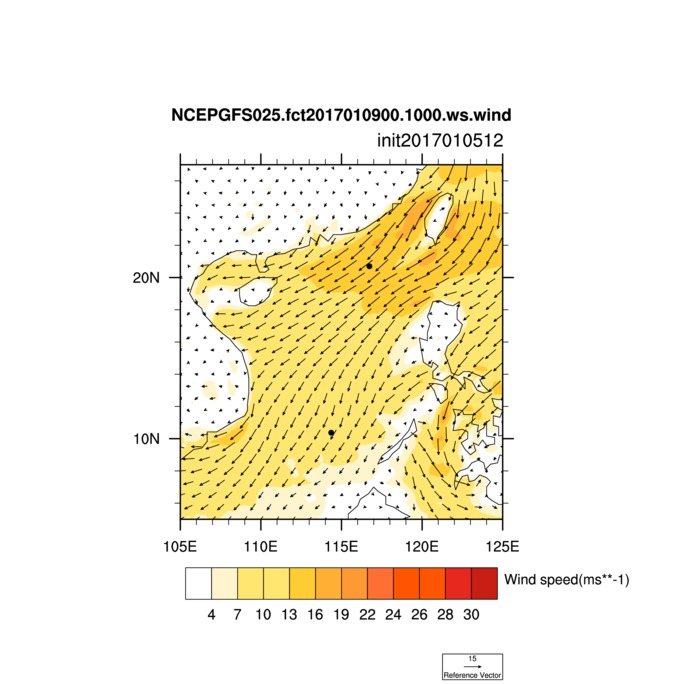 NCEPGFS025.fct2017010900.1000.ws.wind
init2017010512
20N
10N
105E 110E 115E 120E 125E
Wind speed(ms**-1)
4 7 10 13 16 19 22 24 26 28 30
15
Reference Vector